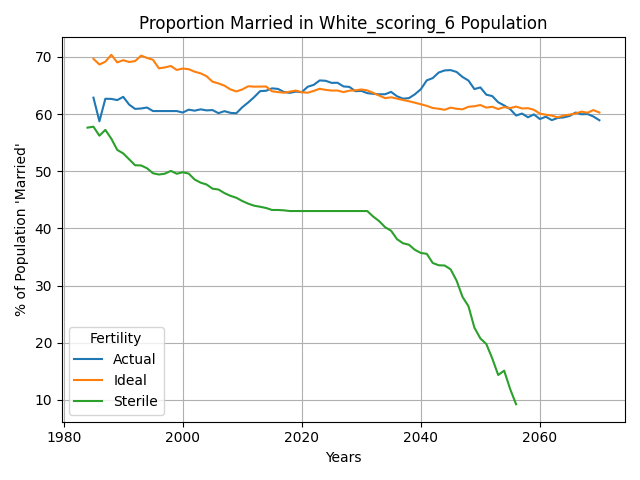 Proportion Married in White_scoring_6 Population
% of Population 'Married'
70
60
50
40
30
20
10
Fertility
Actual
Ideal
Sterile
1980
2000
2020
2040
2060
Years